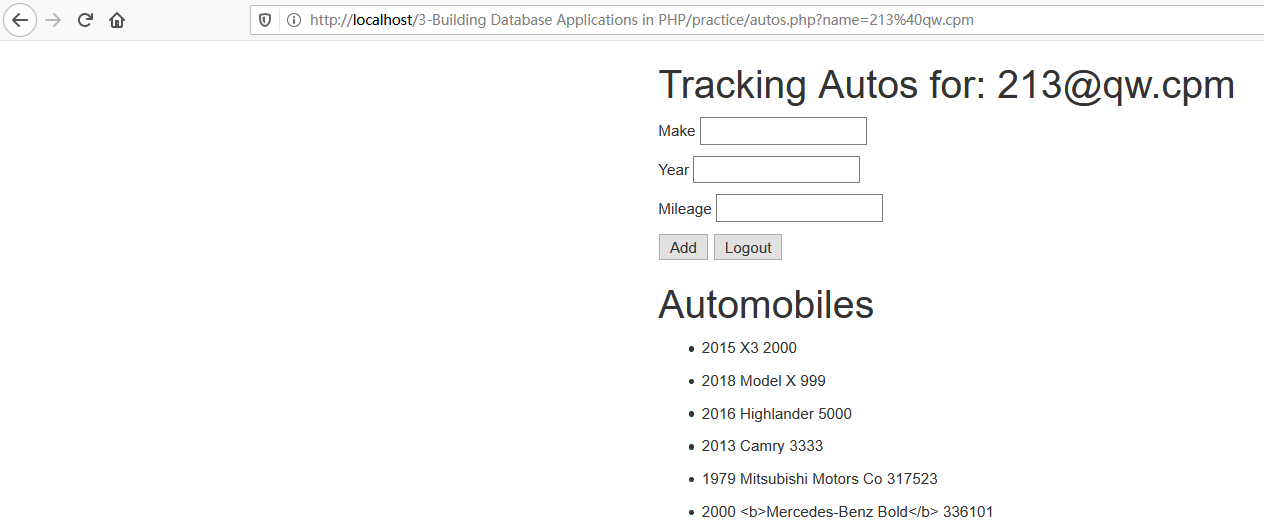 http://localhost/3-Building Database Applications in PHP/practice/autos.php?name=213%40qw.cpm
Tracking Autos for: 213@qw.cpm
Make
Year
Mileage
Add Logout
Automobiles
• 2015 X3 2000
• 2018 Model X 999
• 2016 Highlander 5000
• 2013 Camry 3333
• 1979 Mitsubishi Motors Co 317523
• 2000 <b>Mercedes-Benz Bold</b> 336101